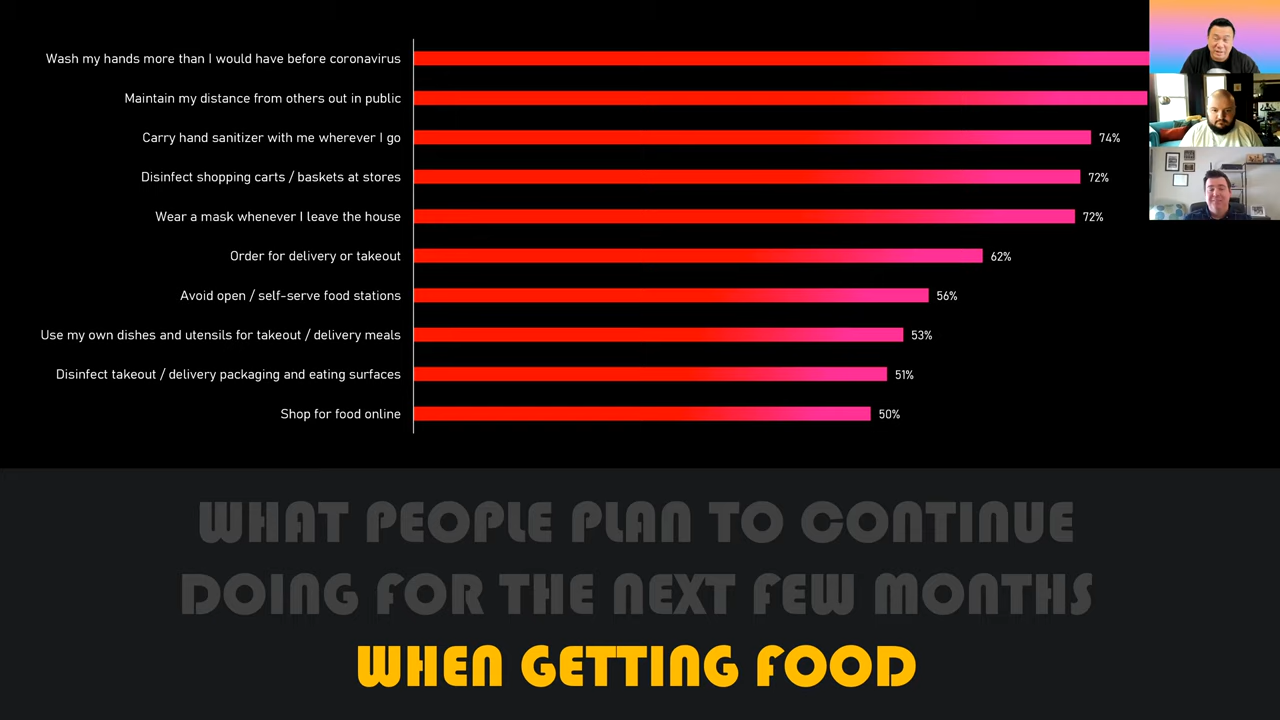 Wash my hands more than I would have before coronavirus
Maintain my distance from others out in public
Carry hand sanitizer with me wherever I go 74%
Disinfect shopping carts / baskets at stores 72%
Wear a mask whenever I leave the house 72%
Order for delivery or takeout 62%
Avoid open / self-serve food stations 56%
Use my own dishes and utensils for takeout / delivery meals 53%
Disinfect takeout / delivery packaging and eating surfaces 51%
Shop for food online 50%
WHAT PEOPLE PLAN TO CONTINUE
DOING FOR THE NEXT FEW MONTHS
WHEN GETTING FOOD